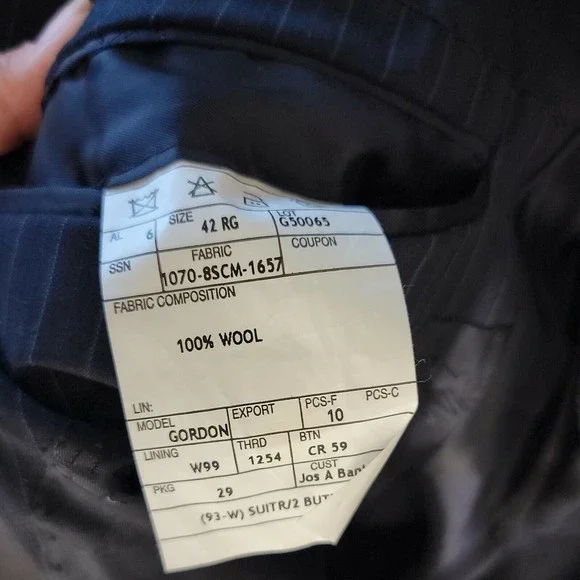 AL 6 SIZE 42 RG LOT G50065
SSN FABRIC 1070-8SCM-1657 COUPON
FABRIC COMPOSITION
100% WOOL
LIN:
MODEL GORDON EXPORT PCS-F 10 PCS-C
LINING W99 THRD 1254 BTN CR 59
PKG 29 CUST Jos A Ban
(93-W) SUITR/2 BUT